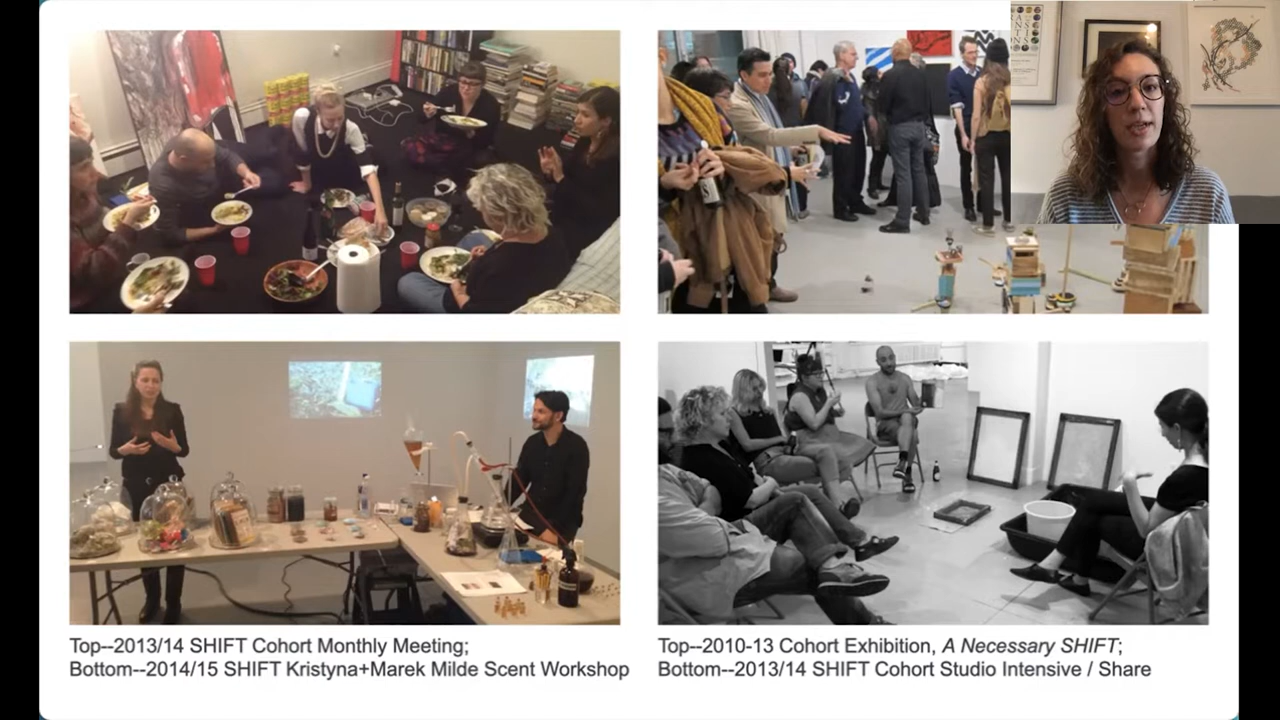 Top--2013/14 SHIFT Cohort Monthly Meeting;
Bottom--2014/15 SHIFT Kristyna+Marek Milde Scent Workshop
Top--2010-13 Cohort Exhibition, A Necessary SHIFT;
Bottom--2013/14 SHIFT Cohort Studio Intensive / Share